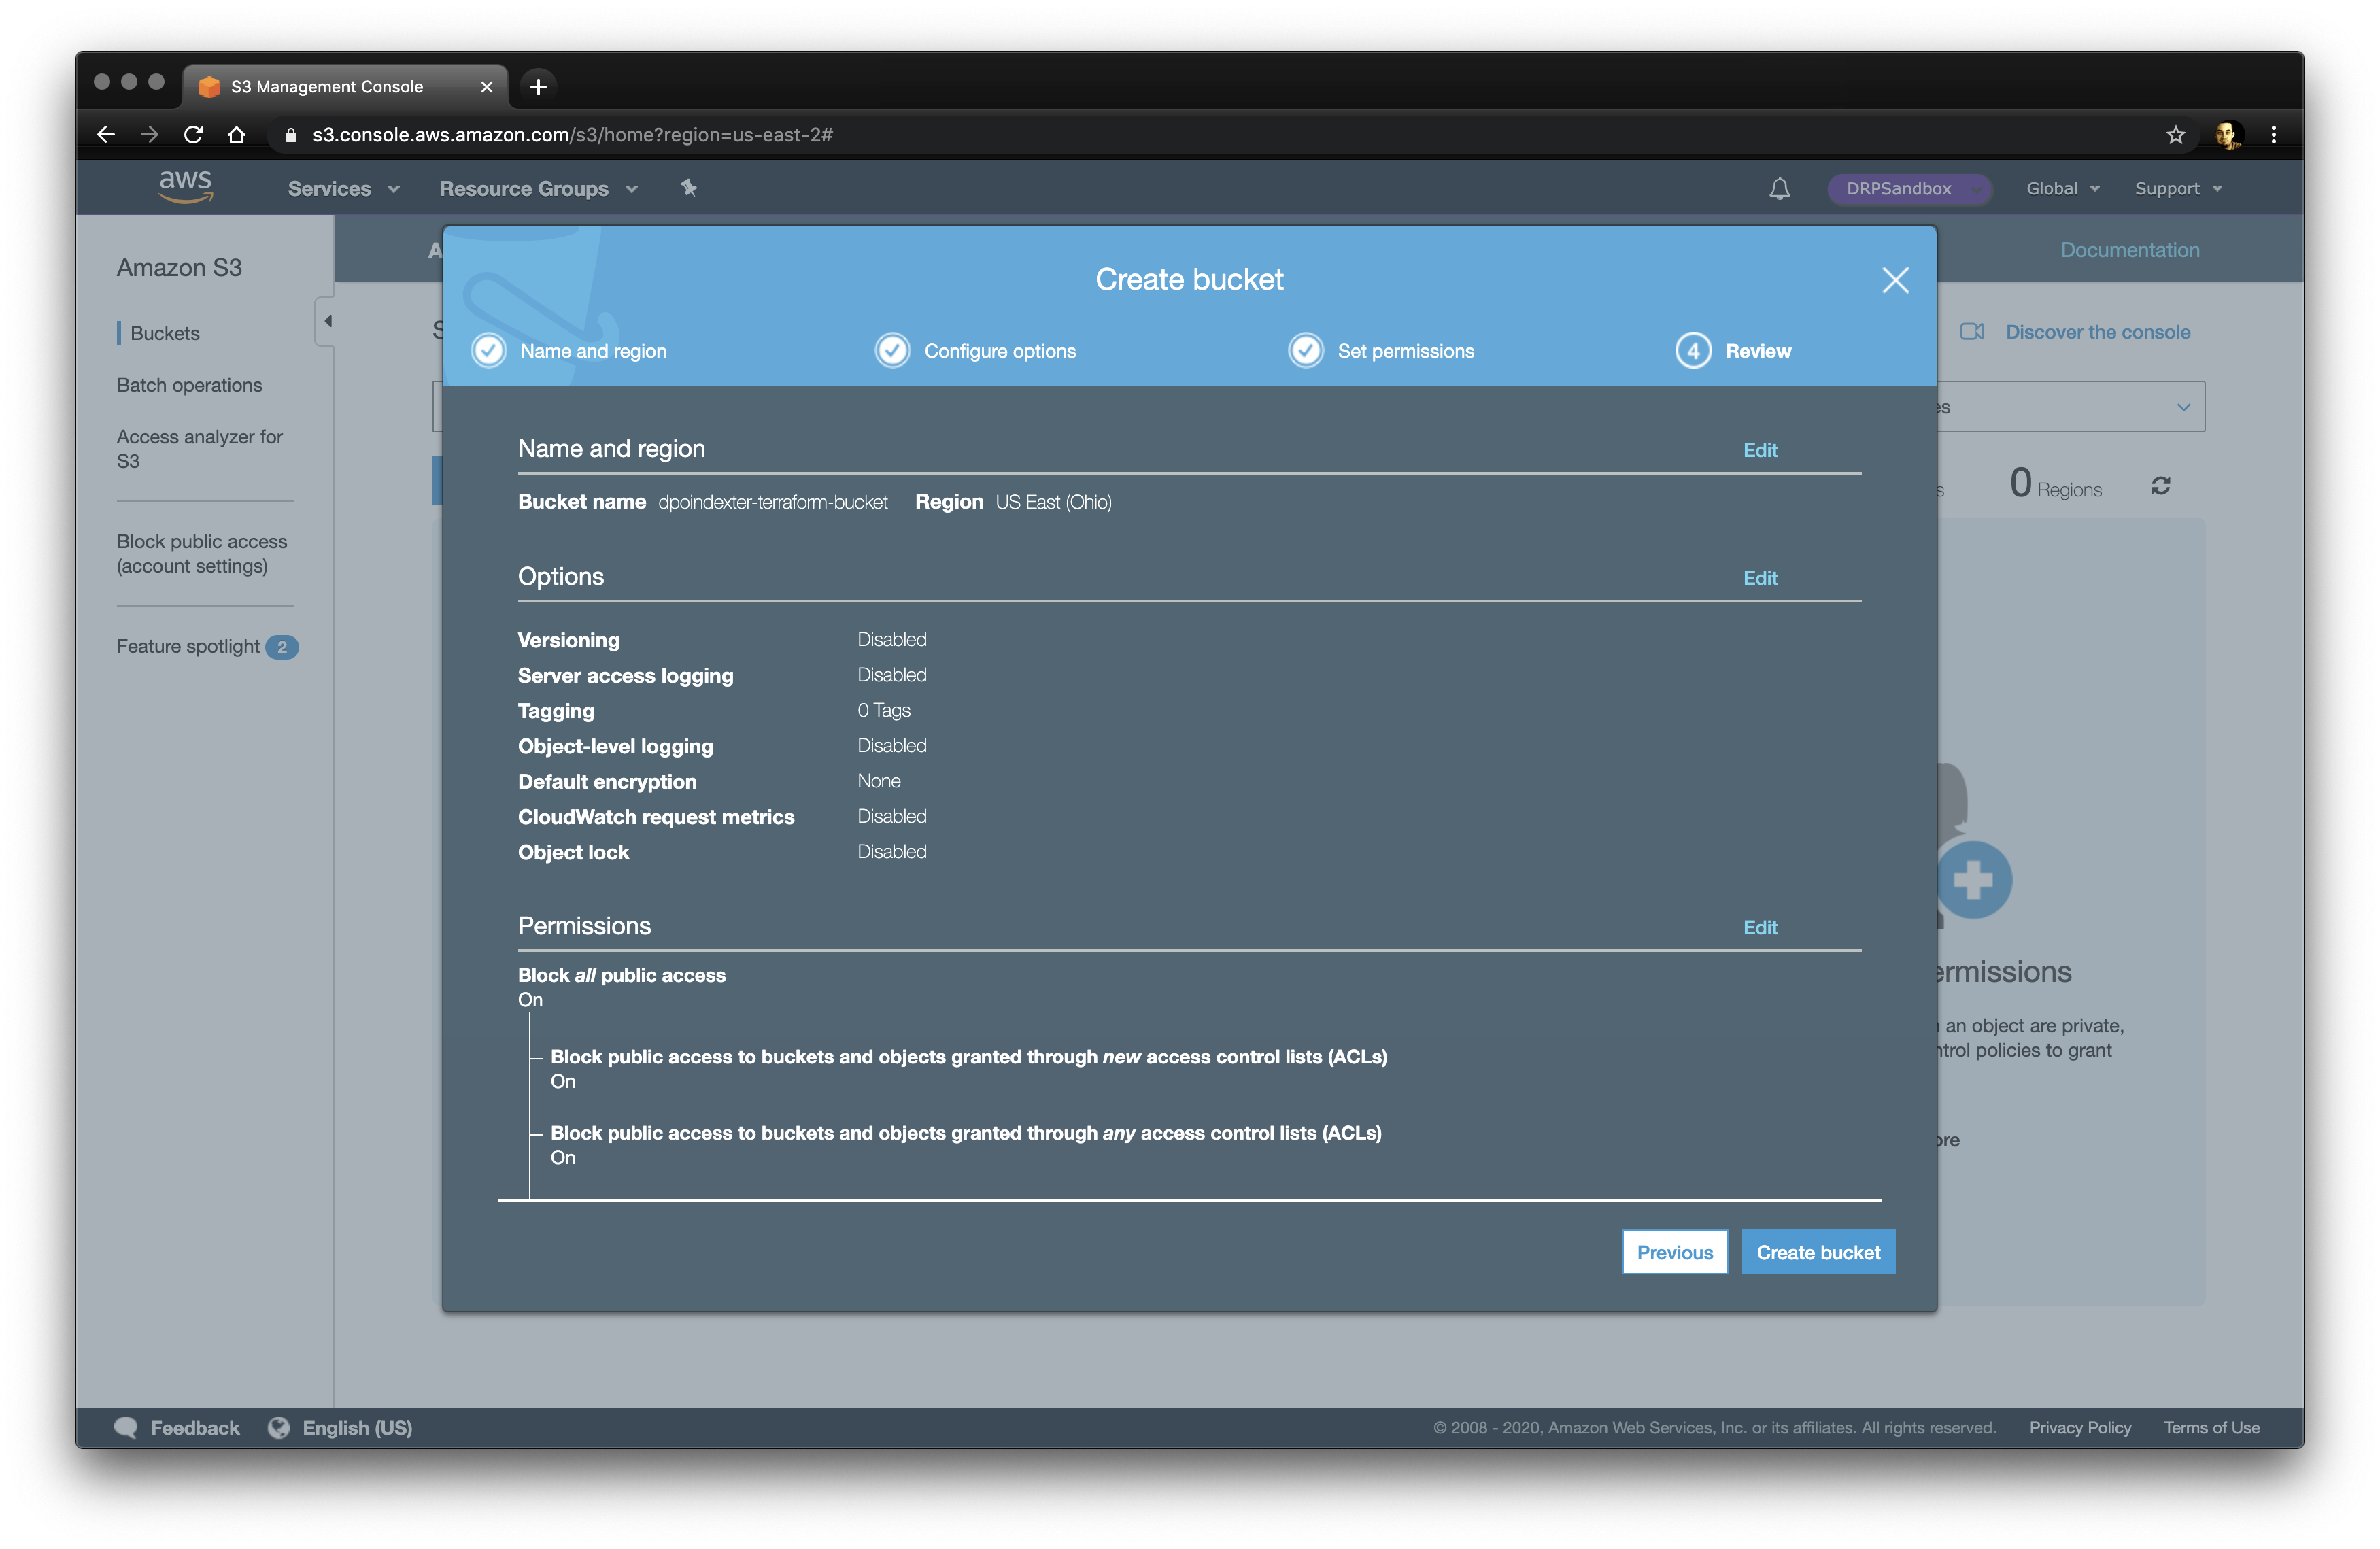 S3 Management Console
s3.console.aws.amazon.com/s3/home?region=us-east-2#
aws
Services
Resource Groups
DRPSandbox
Global
Support
Amazon S3
Buckets
Batch operations
Access analyzer for
S3
Block public access
(account settings)
Feature spotlight 2
Documentation
Discover the console
0 Regions
Create bucket
Name and region
Configure options
Set permissions
4 Review
Name and region
Edit
Bucket name dpoindexter-terraform-bucket Region US East (Ohio)
Options
Edit
Versioning Disabled
Server access logging Disabled
Tagging 0 Tags
Object-level logging Disabled
Default encryption None
CloudWatch request metrics Disabled
Object lock Disabled
Permissions
Edit
Block all public access
On
Block public access to buckets and objects granted through new access control lists (ACLs)
On
Block public access to buckets and objects granted through any access control lists (ACLs)
On
Previous
Create bucket
an object are private,
policies to grant
Feedback
English (US)
© 2008 - 2020, Amazon Web Services, Inc. or its affiliates. All rights reserved.
Privacy Policy
Terms of Use